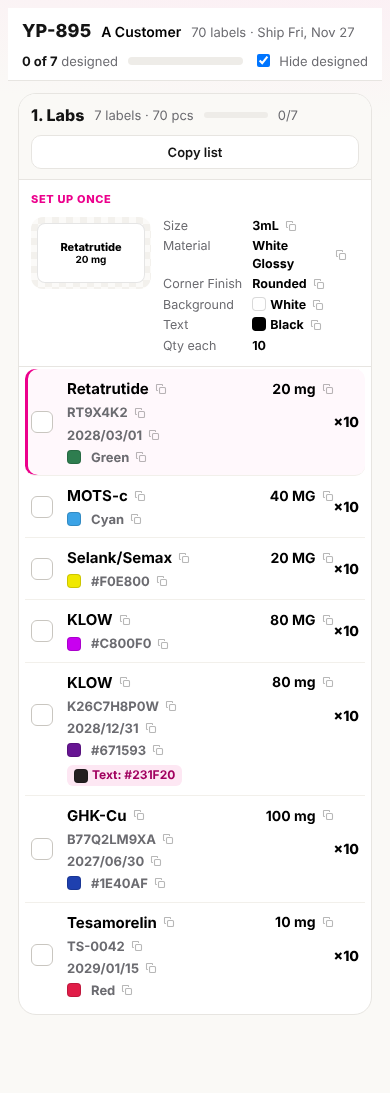 YP-895 A Customer 70 labels · Ship Fri, Nov 27
0 of 7 designed Hide designed
1. Labs 7 labels · 70 pcs 0/7
Copy list
SET UP ONCE
Retatrutide
20 mg
Size 3mL
Material White Glossy
Corner Finish Rounded
Background White
Text Black
Qty each 10
Retatrutide 20 mg
RT9X4K2
×10
2028/03/01
Green
MOTS-c 40 MG
×10
Cyan
Selank/Semax 20 MG
×10
#F0E800
KLOW 80 MG
×10
#C800F0
KLOW 80 mg
K26C7H8P0W
×10
2028/12/31
#671593
Text: #231F20
GHK-Cu 100 mg
B77Q2LM9XA
×10
2027/06/30
#1E40AF
Tesamorelin 10 mg
TS-0042
×10
2029/01/15
Red